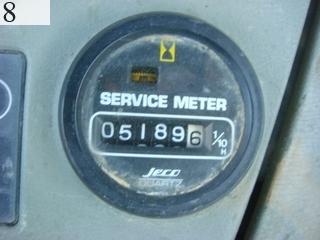 8
SERVICE METER
051896 1/10
H
Jeco
QUARTZ